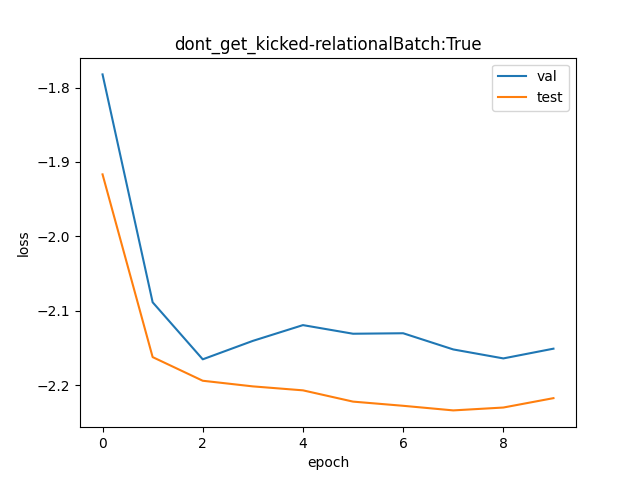 dont_get_kicked-relationalBatch:True
val
test
−1.8
−1.9
−2.0
−2.1
−2.2
loss
0
2
4
6
8
epoch